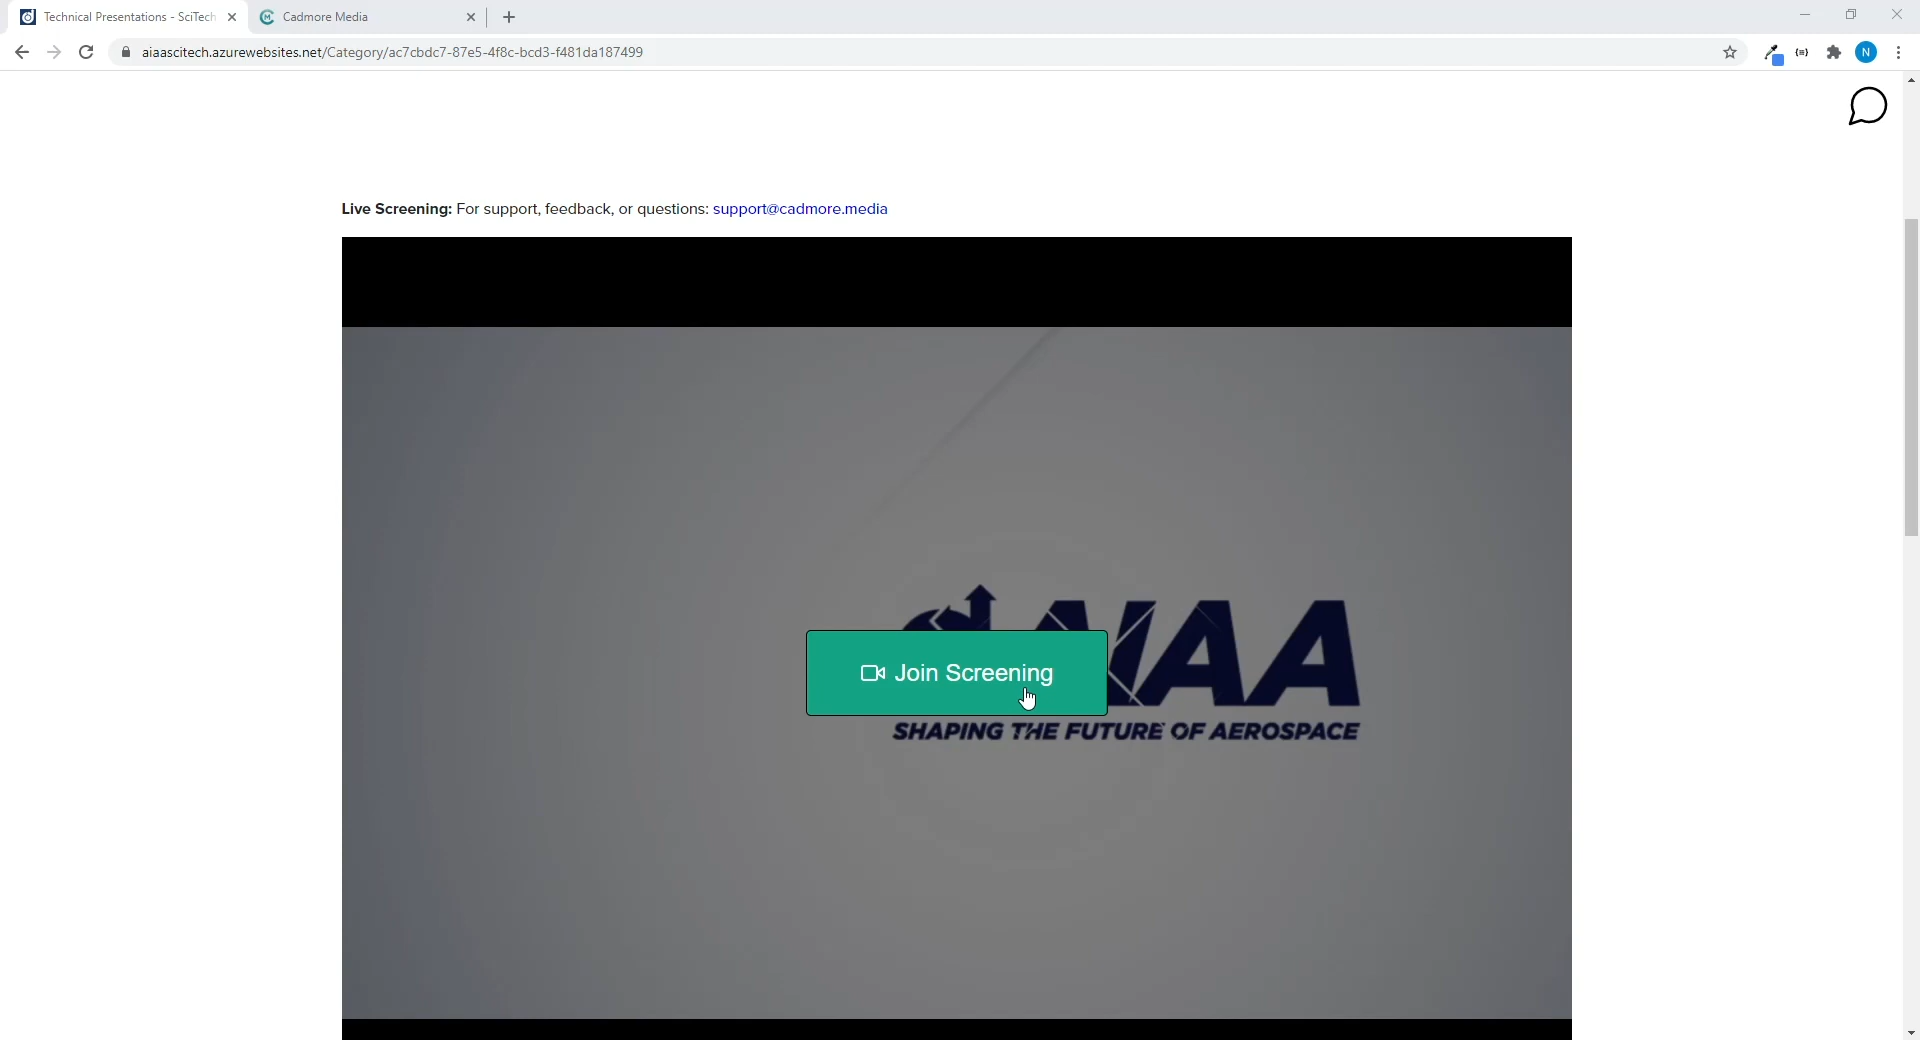 Technical Presentations - SciTech
Cadmore Media
aiaascitech.azurewebsites.net/Category/ac7cbdc7-87e5-4f8c-bcd3-f481da187499
N
Live Screening: For support, feedback, or questions: support@cadmore.media
AIAA
Join Screening
SHAPING THE FUTURE OF AEROSPACE